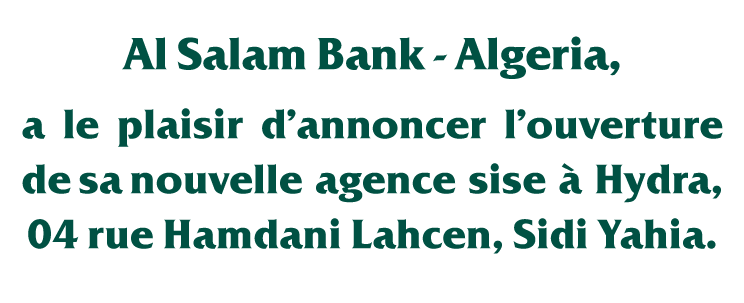 Al Salam Bank - Algeria,
a le plaisir d’annoncer l’ouverture
de sa nouvelle agence sise à Hydra,
04 rue Hamdani Lahcen, Sidi Yahia.